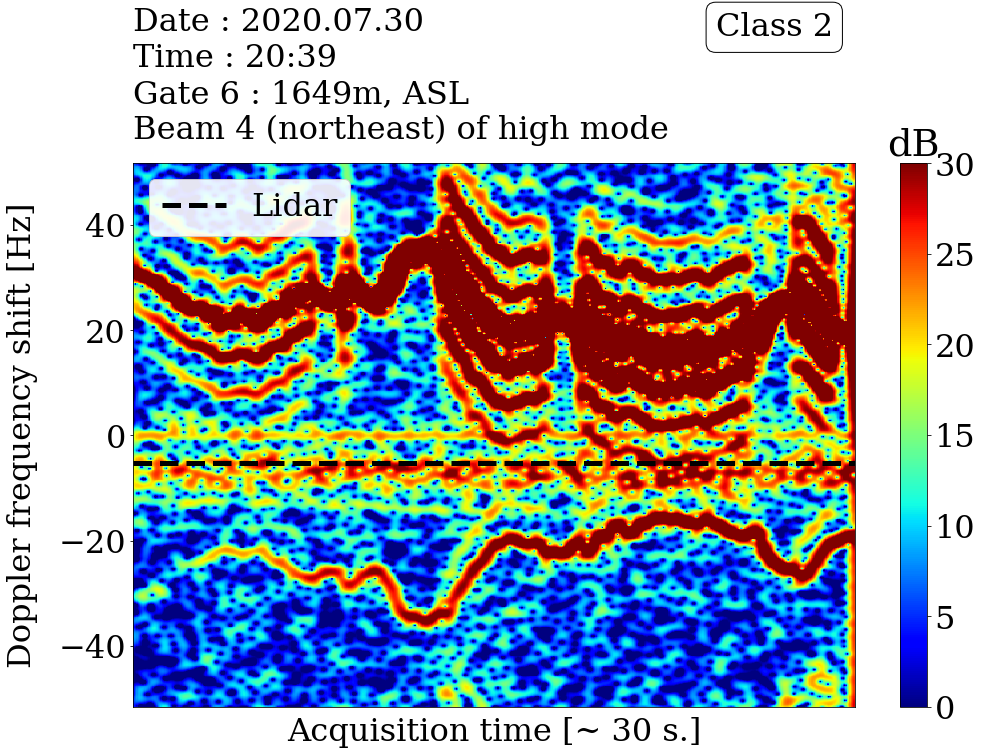 Date : 2020.07.30
Time : 20:39
Gate 6 : 1649m, ASL
Beam 4 (northeast) of high mode
Class 2
dB
Lidar
Doppler frequency shift [Hz]
40
20
0
−20
−40
Acquisition time [~ 30 s.]
30
25
20
15
10
5
0